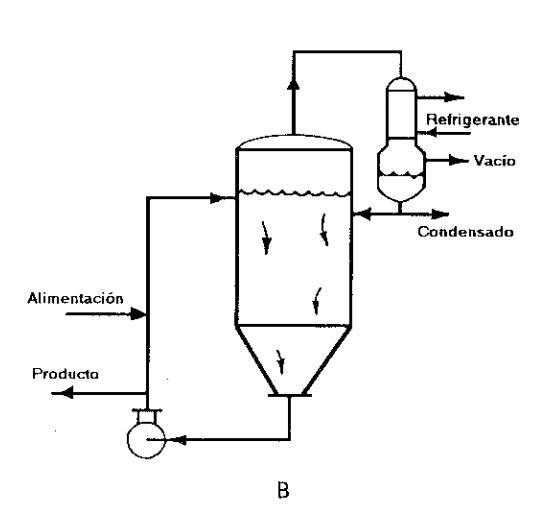 Refrigerante
Vacío
Condensado
Alimentación
Producto
B